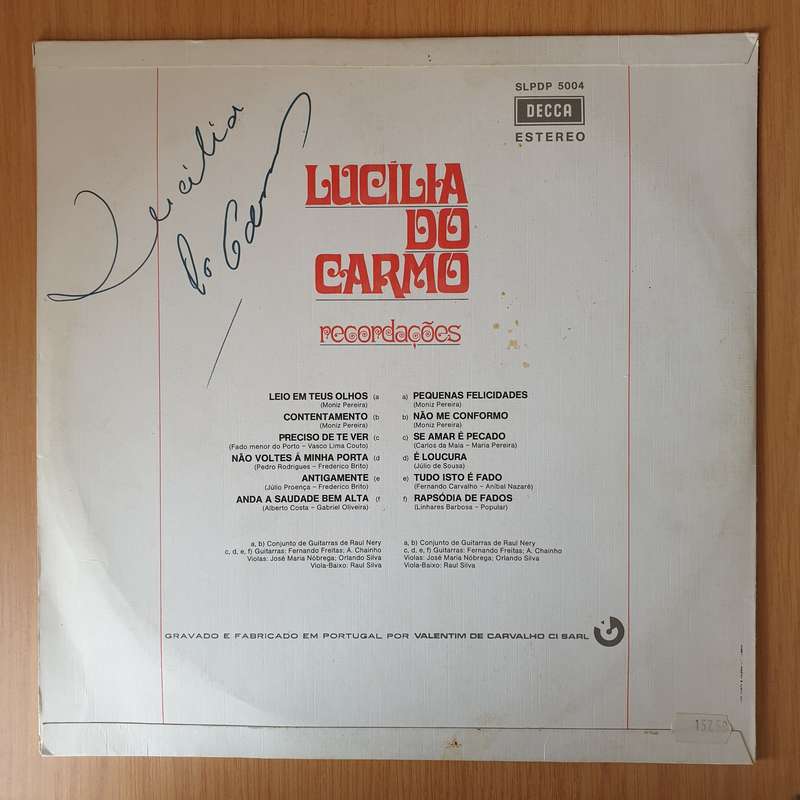 SLPDP 5004
DECCA
ESTEREO
Lucília
do Carmo
LUCÍLIA
DO
CARMO
recordações
LEIO EM TEUS OLHOS (a
(Moniz Pereira)
CONTENTAMENTO (b
(Moniz Pereira)
PRECISO DE TE VER (c
(Fado menor do Porto – Vasco Lima Couto)
NÃO VOLTES Á MINHA PORTA (d
(Pedro Rodrigues – Frederico Brito)
ANTIGAMENTE (e
(Júlio Proença – Frederico Brito)
ANDA A SAUDADE BEM ALTA (f
(Alberto Costa – Gabriel Oliveira)
a) PEQUENAS FELICIDADES
(Moniz Pereira)
b) NÃO ME CONFORMO
(Moniz Pereira)
c) SE AMAR É PECADO
(Carlos da Maia – Maria Pereira)
d) É LOUCURA
(Júlio de Sousa)
e) TUDO ISTO É FADO
(Fernando Carvalho – Aníbal Nazaré)
f) RAPSÓDIA DE FADOS
(Linhares Barbosa – Popular)
a, b) Conjunto de Guitarras de Raul Nery
c, d, e, f) Guitarras: Fernando Freitas; A. Chainho
Violas: José Maria Nóbrega; Orlando Silva
Viola-Baixo: Raul Silva
a, b) Conjunto de Guitarras de Raul Nery
c, d, e, f) Guitarras: Fernando Freitas; A. Chainho
Violas: José Maria Nóbrega; Orlando Silva
Viola-Baixo: Raul Silva
GRAVADO E FABRICADO EM PORTUGAL POR VALENTIM DE CARVALHO CI SARL